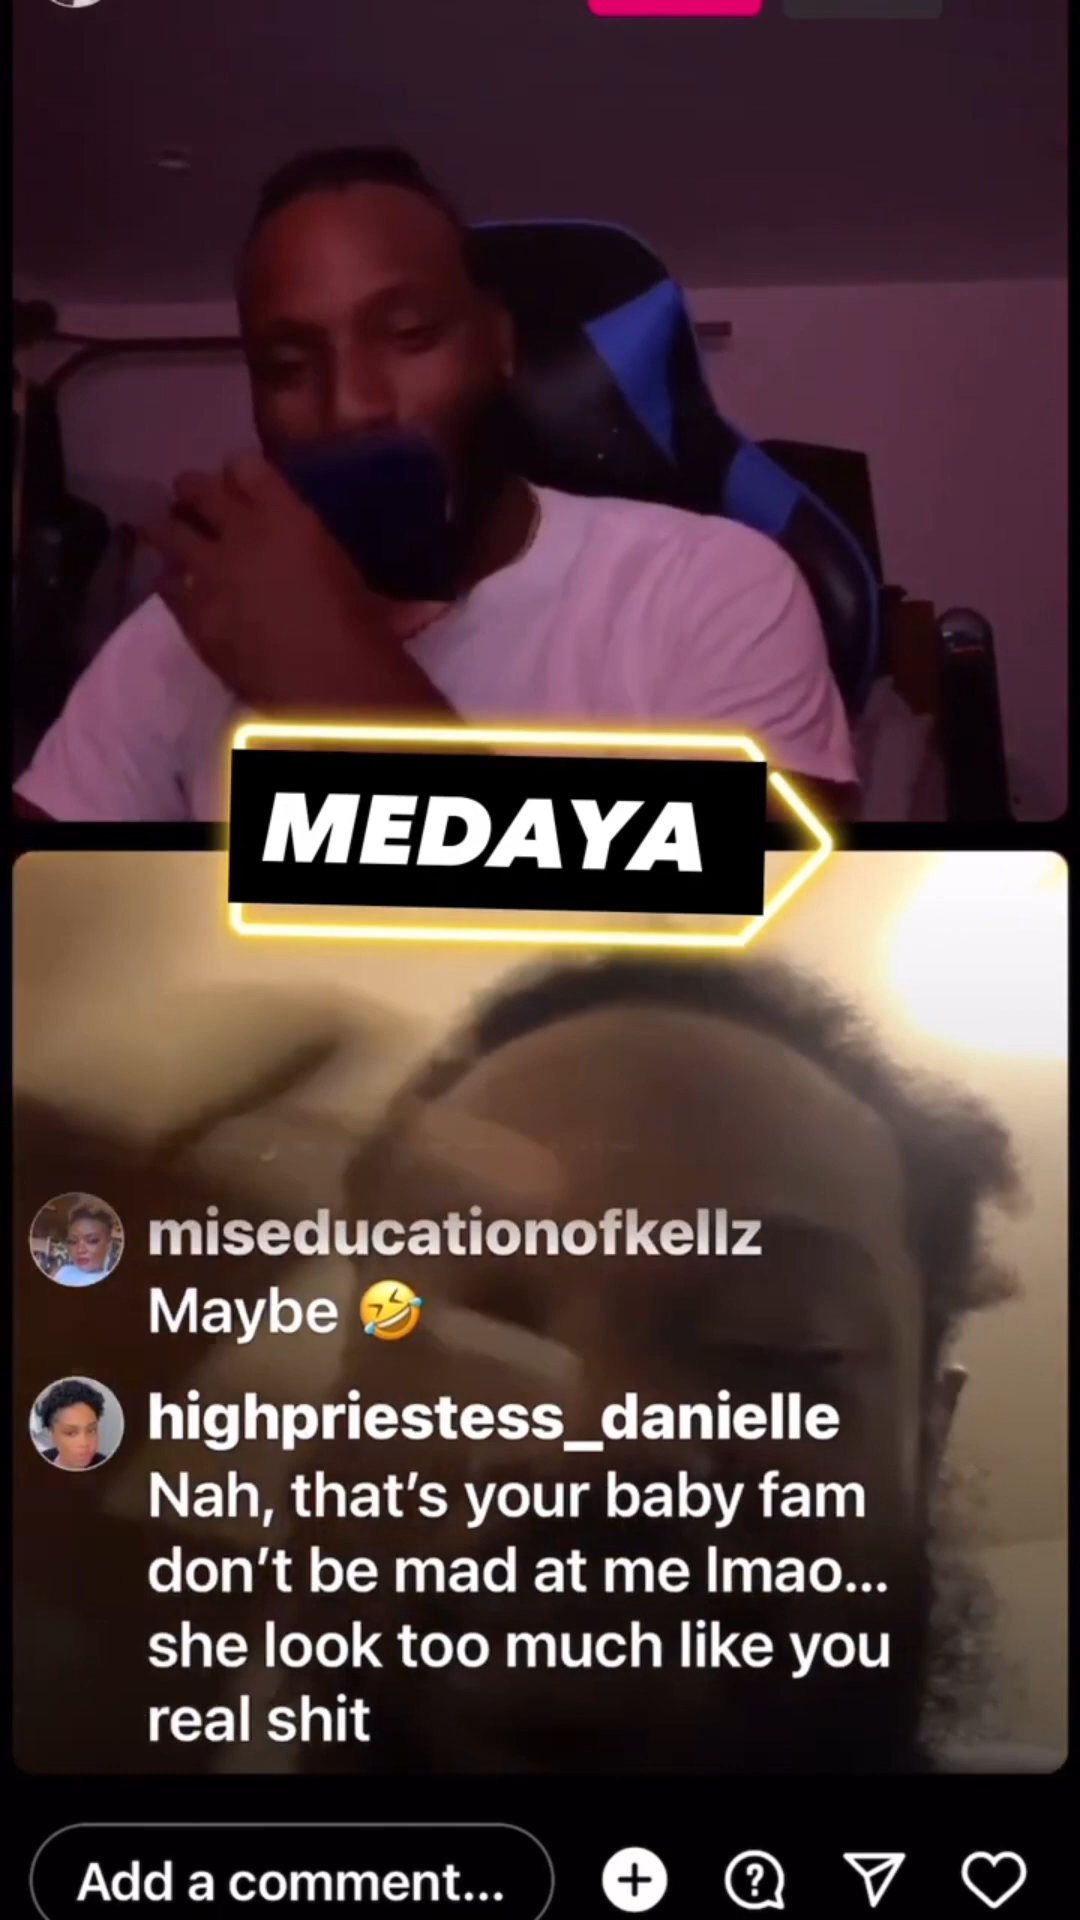 MEDAYA
miseducationofkellz
Maybe 🤣
highpriestess_danielle
Nah, that’s your baby fam
don’t be mad at me lmao...
she look too much like you
real shit
Add a comment...